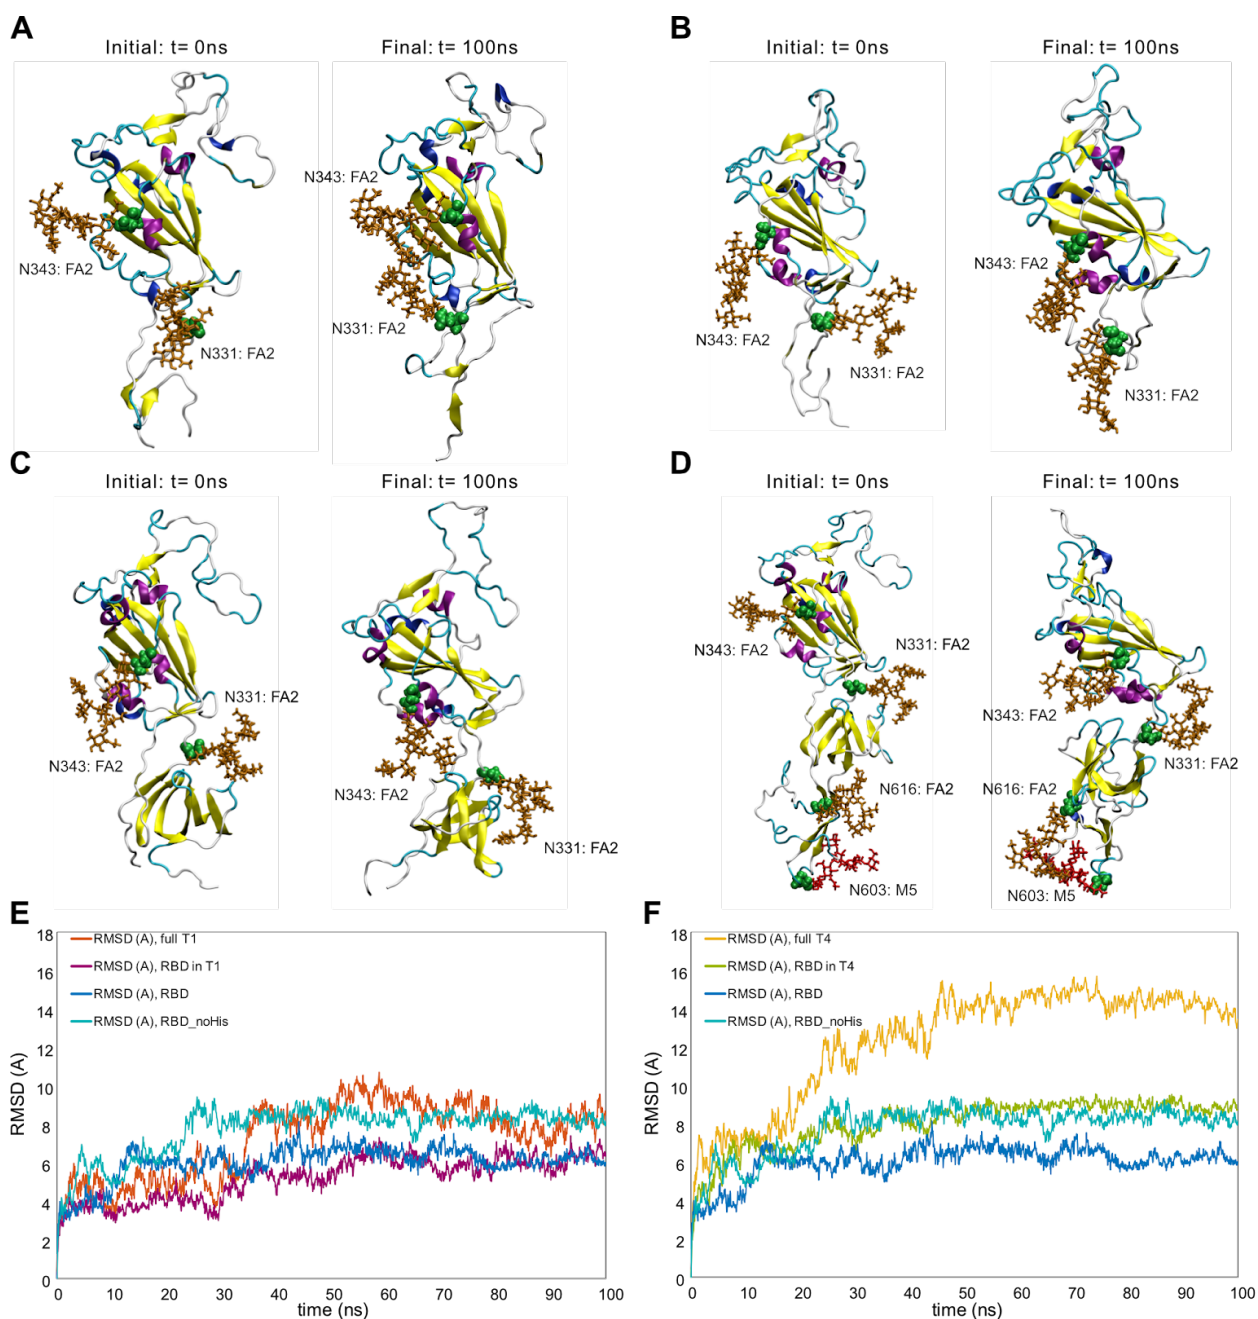 A
B
Initial: t= 0ns
Final: t= 100ns
Initial: t= 0ns
Final: t= 100ns
N343: FA2
N343: FA2
N331: FA2
N331: FA2
N343: FA2
N331: FA2
N343: FA2
N331: FA2
C
D
Initial: t= 0ns
Final: t= 100ns
Initial: t= 0ns
Final: t= 100ns
N331: FA2
N343: FA2
N343: FA2
N331: FA2
N343: FA2
N331: FA2
N616: FA2
N603: M5
N343: FA2
N331: FA2
N616: FA2
N603: M5
E
RMSD (A), full T1
RMSD (A), RBD in T1
RMSD (A), RBD
RMSD (A), RBD_noHis
RMSD (A)
18
16
14
12
10
8
6
4
2
0
0 10 20 30 40 50 60 70 80 90 100
time (ns)
F
RMSD (A), full T4
RMSD (A), RBD in T4
RMSD (A), RBD
RMSD (A), RBD_noHis
RMSD (A)
18
16
14
12
10
8
6
4
2
0
0 10 20 30 40 50 60 70 80 90 100
time (ns)